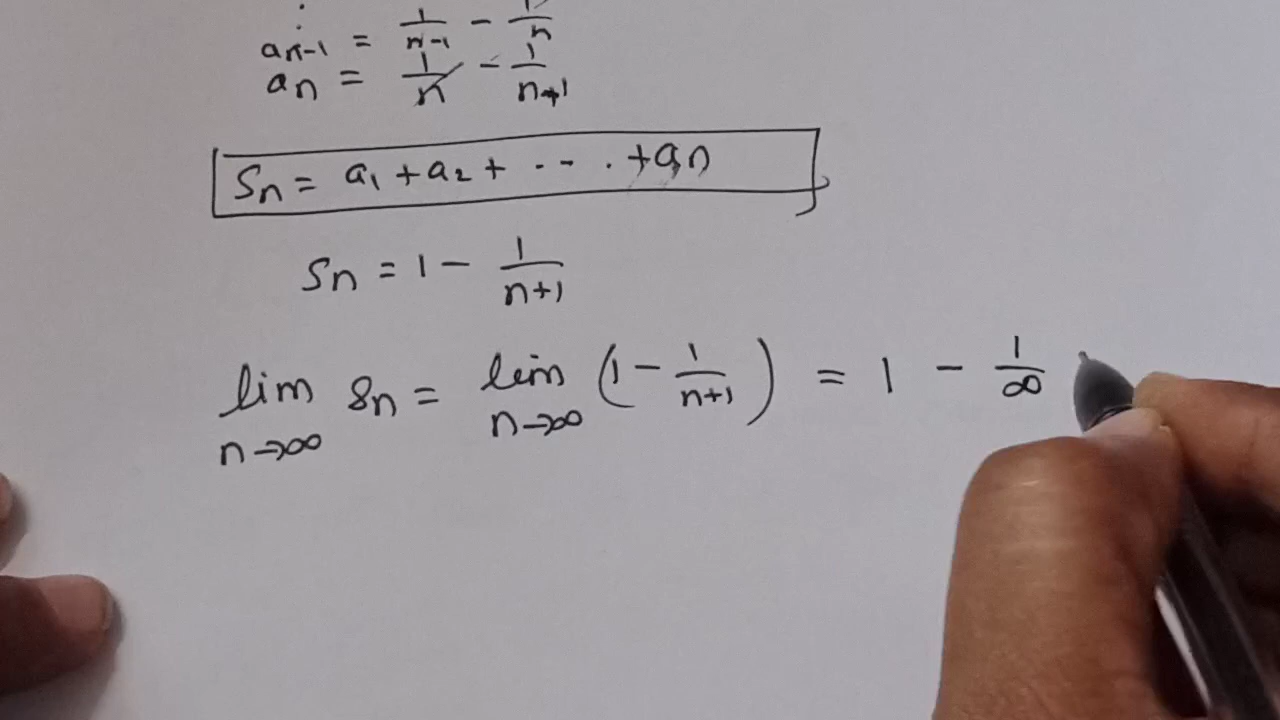 ⋮
aₙ₋₁ = 1/(n-1) - 1/n
aₙ = 1/n - 1/(n+1)
Sₙ = a₁ + a₂ + - - . . + aₙ
Sₙ = 1 - 1/(n+1)
lim n→∞ Sₙ = lim n→∞ (1 - 1/(n+1)) = 1 - 1/∞